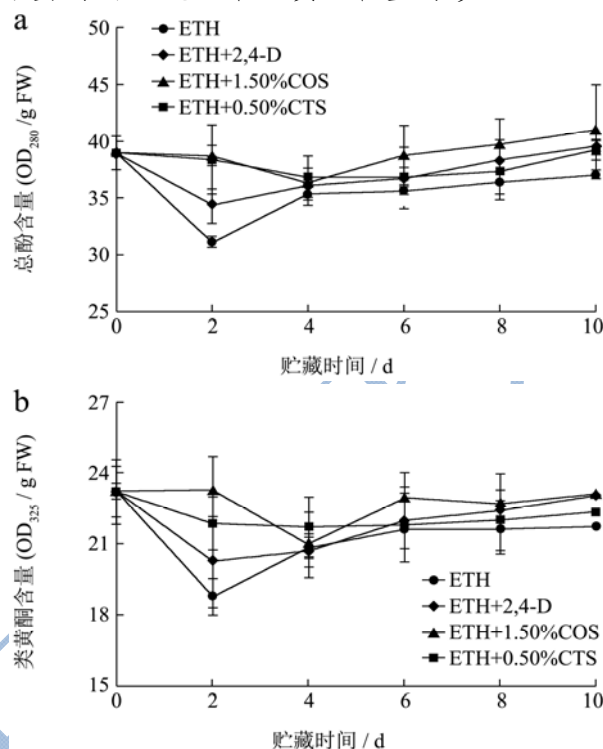 a
50
45
40
35
30
25
总酚含量 (OD280 /g FW)
ETH
ETH+2,4-D
ETH+1.50%COS
ETH+0.50%CTS
0 2 4 6 8 10
贮藏时间 / d
b
27
24
21
18
15
类黄酮含量 (OD325 / g FW)
ETH
ETH+2,4-D
ETH+1.50%COS
ETH+0.50%CTS
0 2 4 6 8 10
贮藏时间 / d